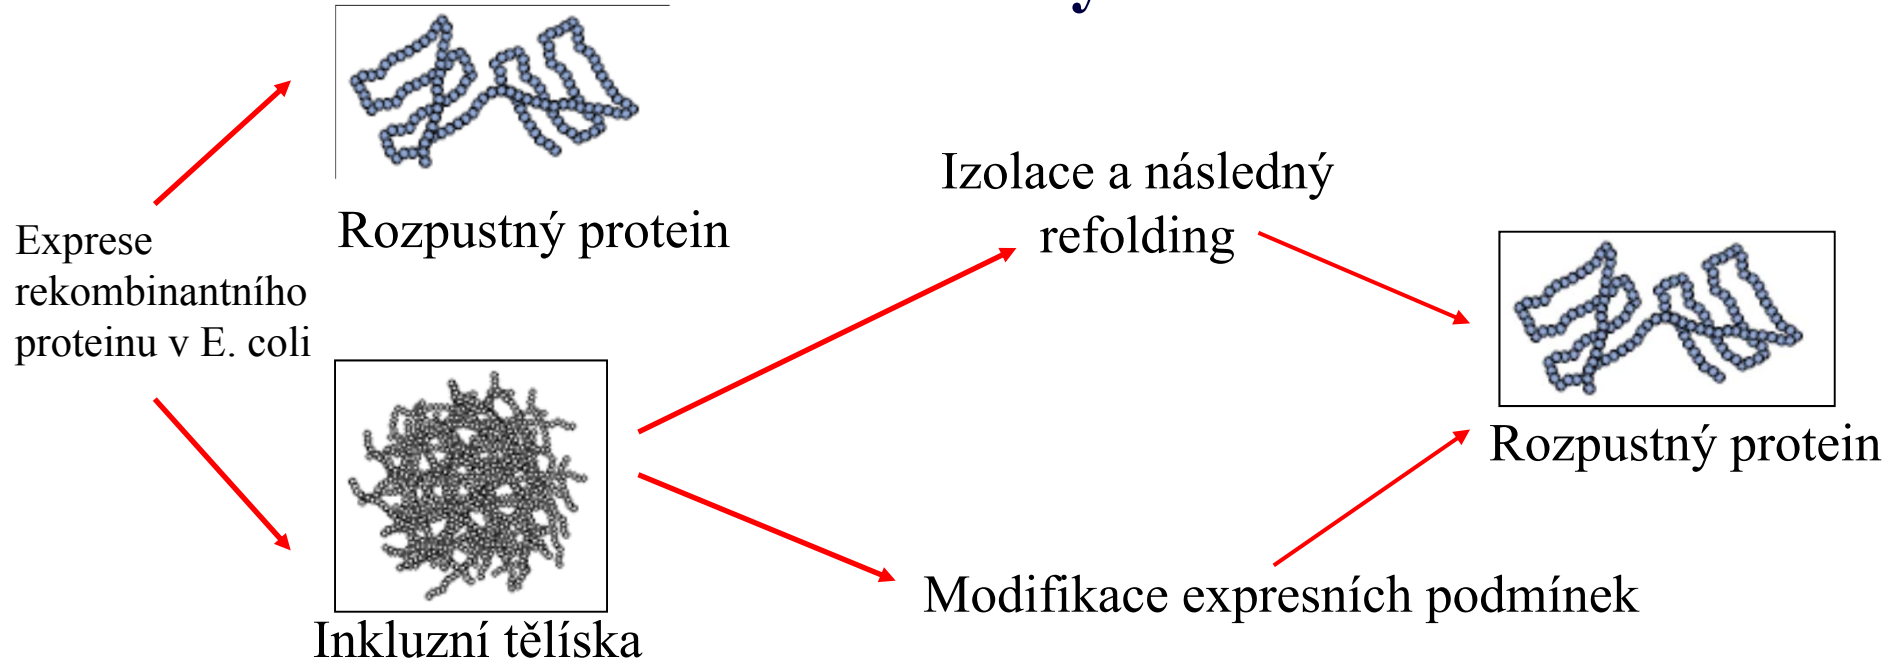 Rozpustný protein
Exprese
rekombinantního
proteinu v E. coli
Inkluzní tělíska
Izolace a následný
refolding
Modifikace expresních podmínek
Rozpustný protein